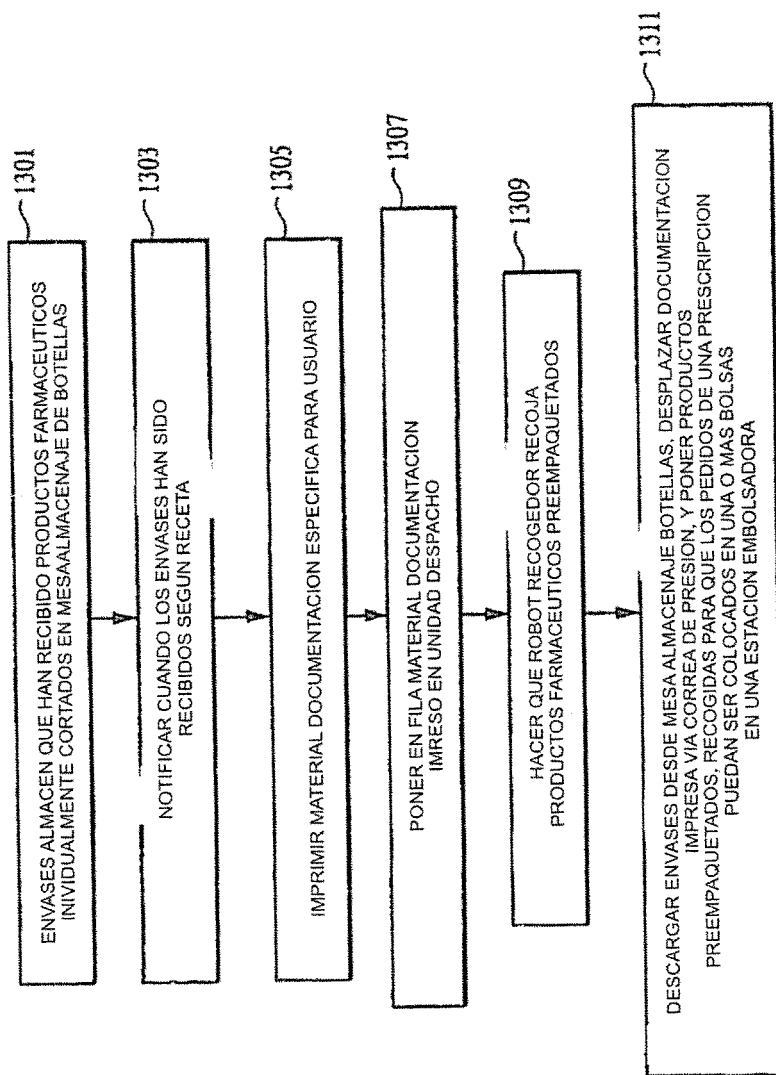 ENVASES ALMACEN QUE HAN RECIBIDO PRODUCTOS FARMACEUTICOS
INIVIDUALMENTE CORTADOS EN MESAALMACENAJE DE BOTELLAS
1301
NOTIFICAR CUANDO LOS ENVASES HAN SIDO
RECIBIDOS SEGUN RECETA
1303
IMPRIMIR MATERIAL DOCUMENTACION ESPECIFICA PARA USUARIO
1305
PONER EN FILA MATERIAL DOCUMENTACION
IMRESO EN UNIDAD DESPACHO
1307
HACER QUE ROBOT RECOGEDOR RECOJA
PRODUCTOS FARMACEUTICOS PREEMPAQUETADOS
1309
DESCARGAR ENVASES DESDE MESA ALMACENAJE BOTELLAS, DESPLAZAR DOCUMENTACION
IMPRESA VIA CORREA DE PRESION, Y PONER PRODUCTOS
PREEMPAQUETADOS, RECOGIDAS PARA QUE LOS PEDIDOS DE UNA PRESCRIPCION
PUEDAN SER COLOCADOS EN UNA O MAS BOLSAS
EN UNA ESTACION EMBOLSADORA
1311